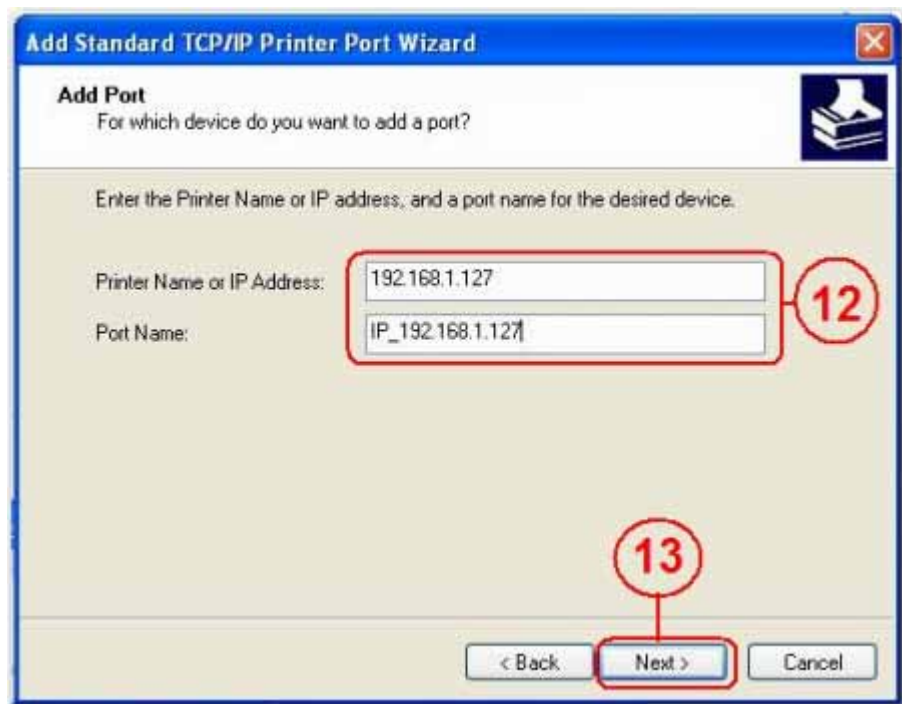 Add Standard TCP/IP Printer Port Wizard
Add Port
For which device do you want to add a port?
Enter the Printer Name or IP address, and a port name for the desired device.
Printer Name or IP Address: 192.168.1.127
Port Name: IP_192.168.1.127
12
13
< Back Next > Cancel